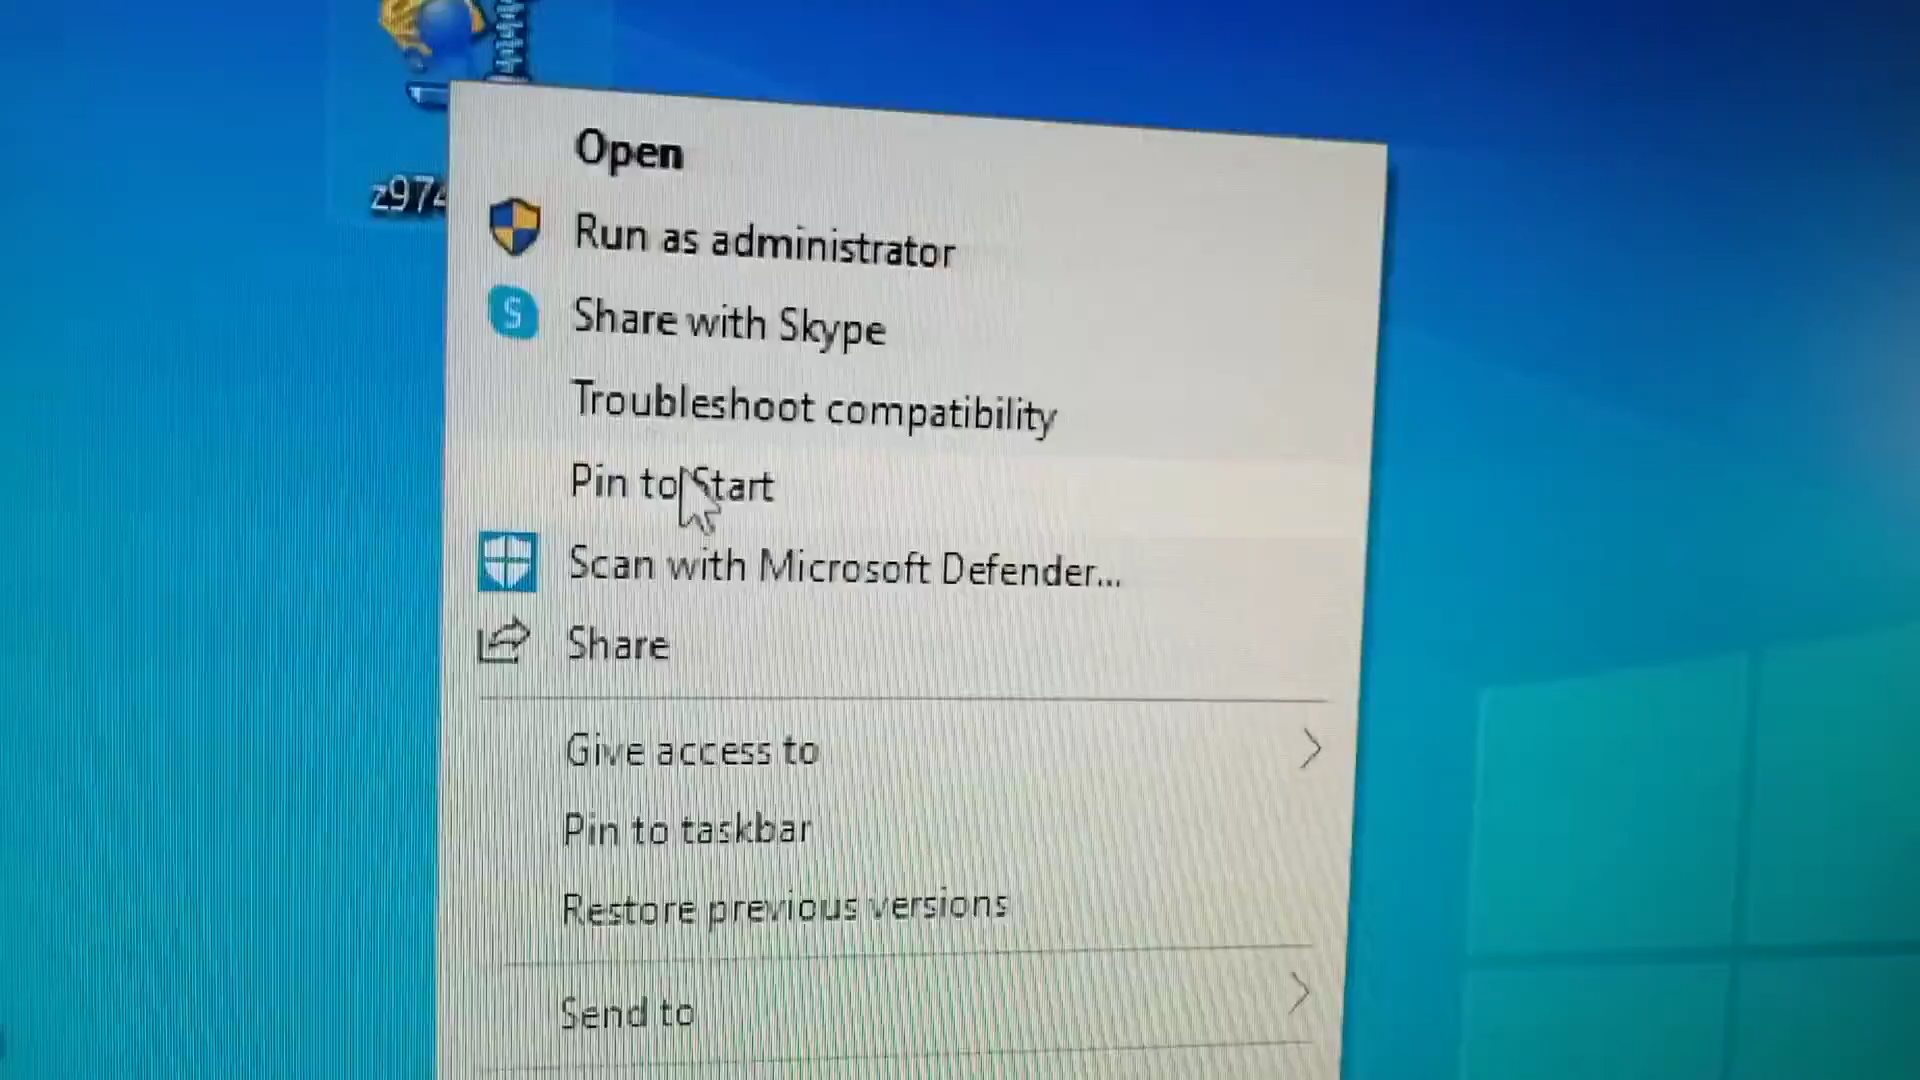 z974
Open
Run as administrator
S
Share with Skype
Troubleshoot compatibility
Pin to Start
Scan with Microsoft Defender...
Share
Give access to
Pin to taskbar
Restore previous versions
Send to